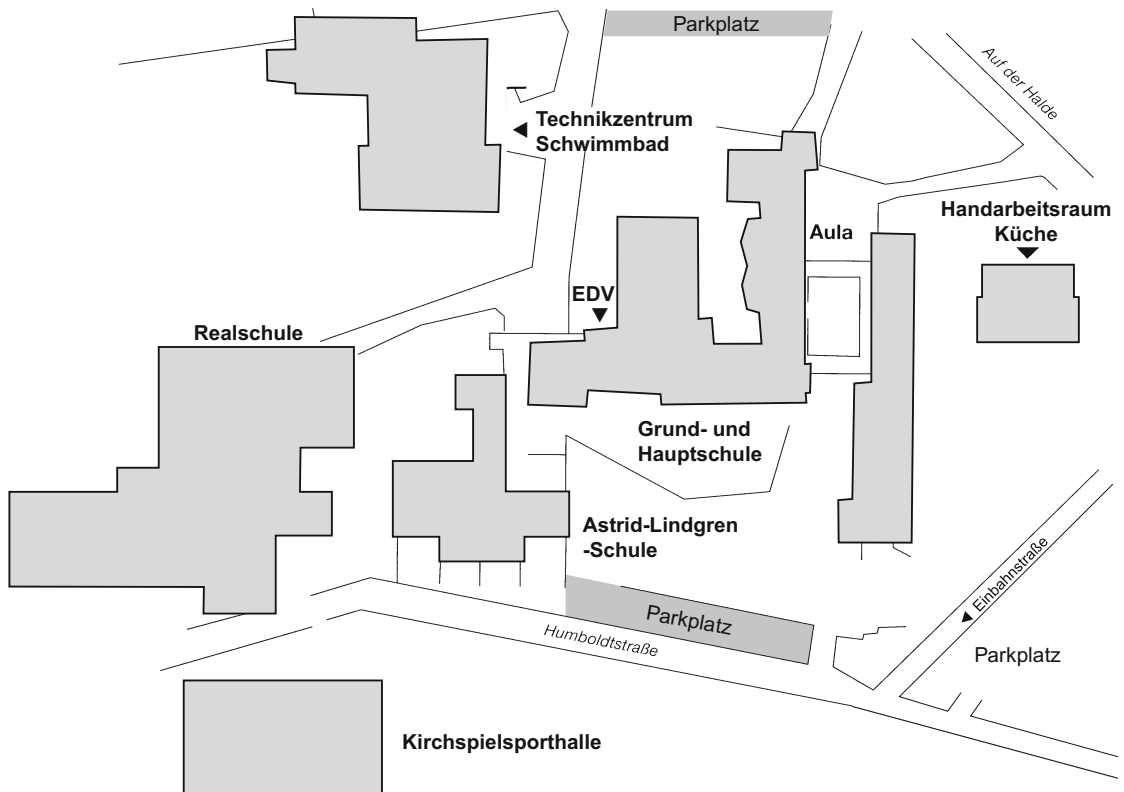 Parkplatz
Auf der Halde
Technikzentrum
Schwimmbad
Handarbeitsraum
Küche
Aula
EDV
Realschule
Grund- und
Hauptschule
Astrid-Lindgren
-Schule
Einbahnstraße
Parkplatz
Humboldtstraße
Parkplatz
Kirchspielsporthalle